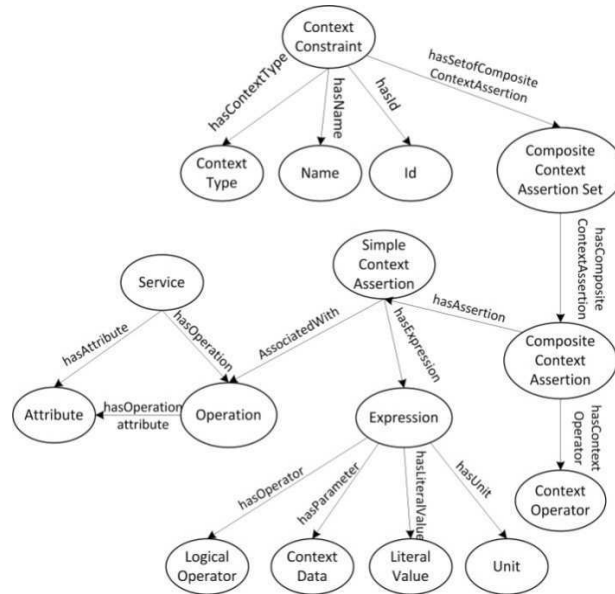 Context
Constraint
hasContextType
hasName
hasId
hasSetofComposite
ContextAssertion
Context
Type
Name
Id
Composite
Context
Assertion Set
hasComposite
ContextAssertion
Simple
Context
Assertion
Service
hasAssertion
hasAttribute
hasOperation
AssociatedWith
hasExpression
Composite
Context
Assertion
Attribute
hasOperation
attribute
Operation
Expression
hasContext
Operator
hasOperator
hasParameter
hasLiteralValue
hasUnit
Context
Operator
Logical
Operator
Context
Data
Literal
Value
Unit